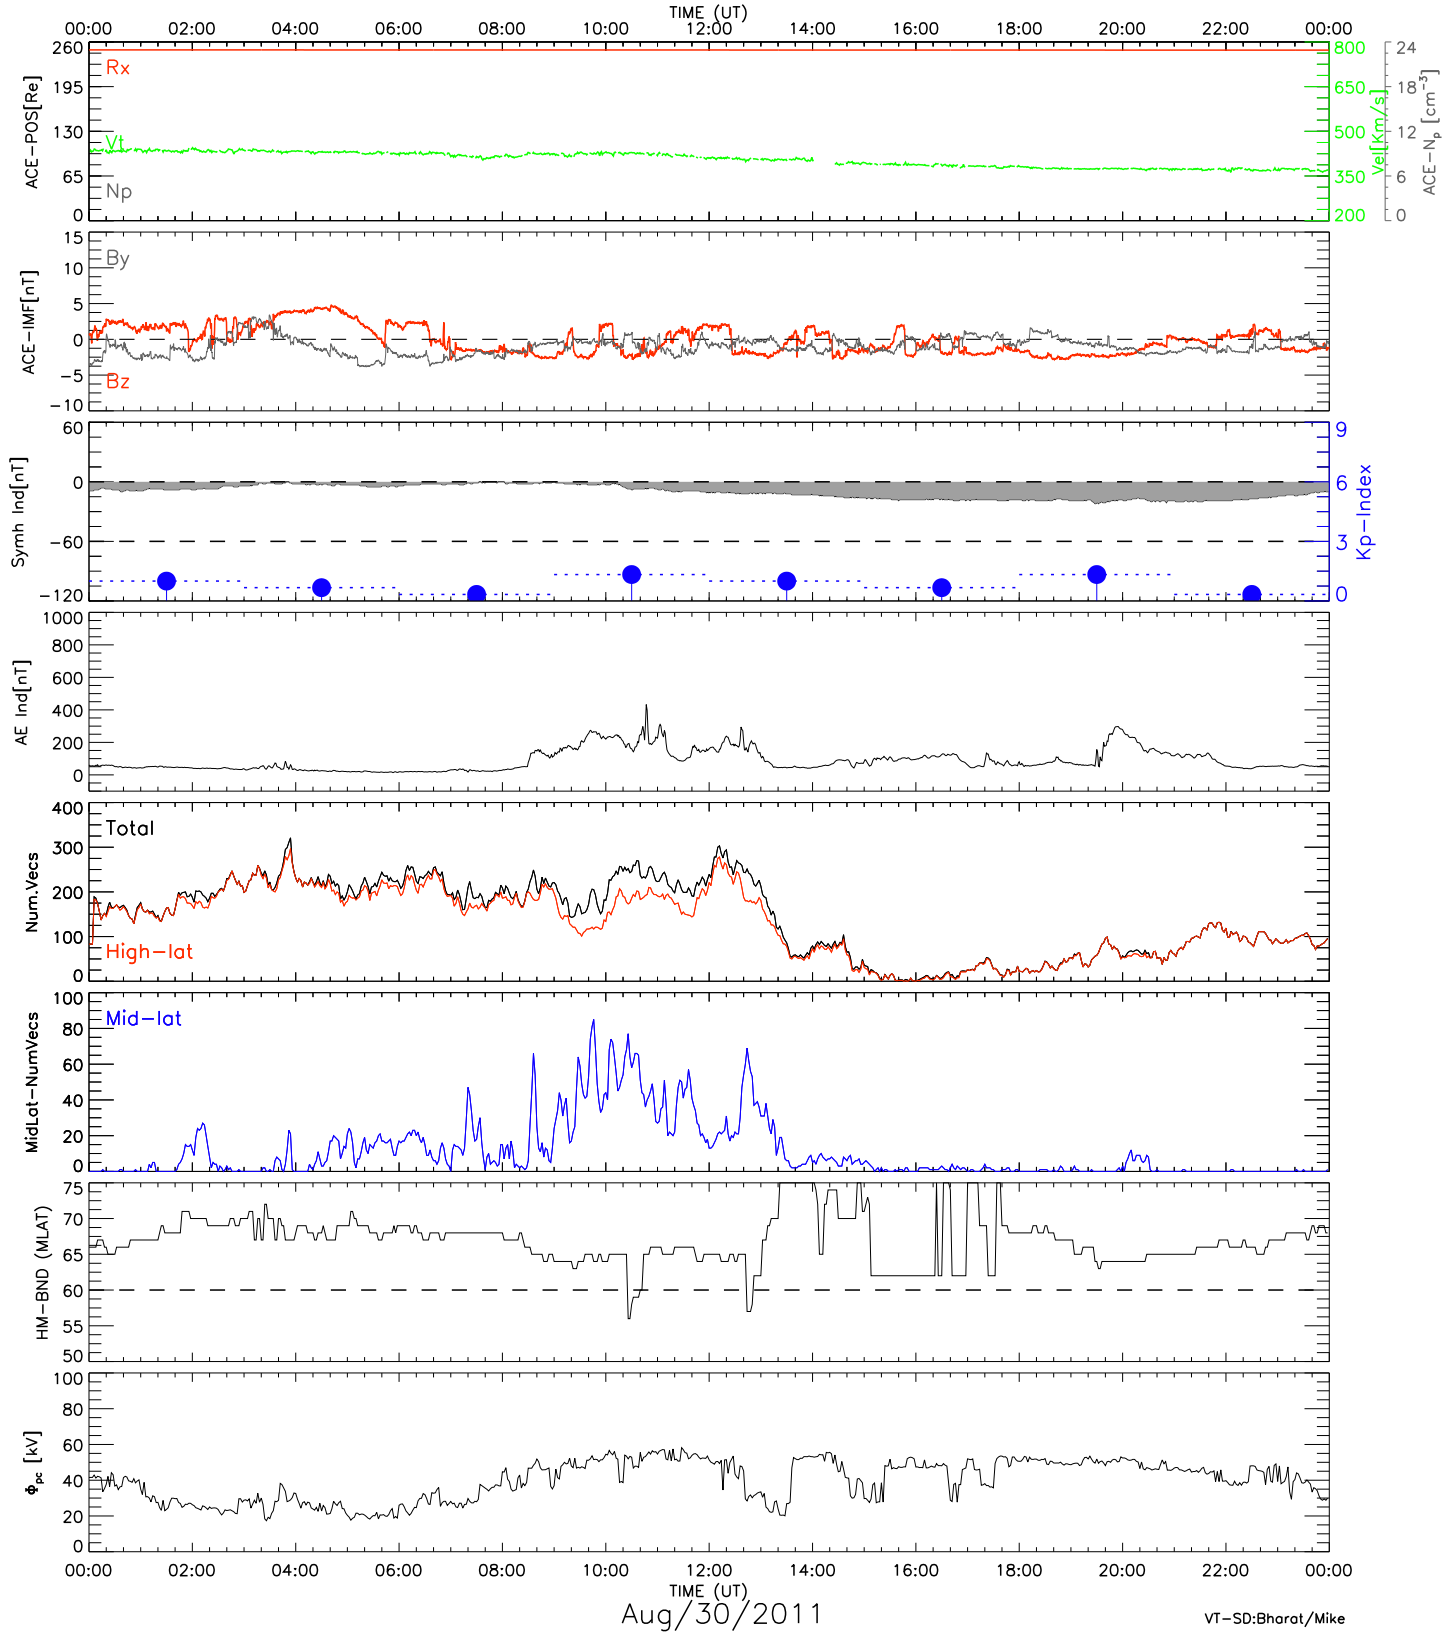 TIME (UT)
00:00 02:00 04:00 06:00 08:00 10:00 12:00 14:00 16:00 18:00 20:00 22:00 00:00
ACE-POS[Re]
260
195
130
65
0
Rx
Vt
Np
800
650
500
350
200
Vel[Km/s]
24
18
12
6
0
ACE-Np [cm-3]
ACE-IMF[nT]
15
10
5
0
-5
-10
By
Bz
Symh Ind[nT]
60
0
-60
-120
9
6
3
0
Kp-Index
AE Ind[nT]
1000
800
600
400
200
0
Num.Vecs
400
300
200
100
0
Total
High-lat
MidLat-NumVecs
100
80
60
40
20
0
Mid-lat
HM-BND (MLAT)
75
70
65
60
55
50
Φpc [kV]
100
80
60
40
20
0
00:00 02:00 04:00 06:00 08:00 10:00 12:00 14:00 16:00 18:00 20:00 22:00 00:00
TIME (UT)
Aug/30/2011
VT-SD:Bharat/Mike